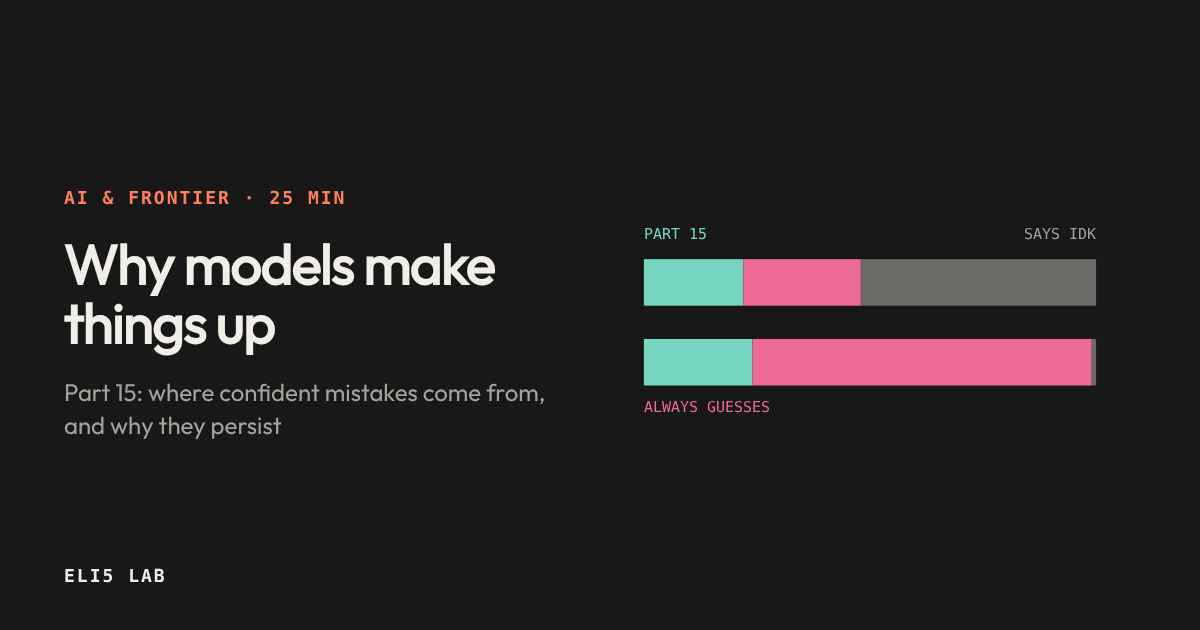 AI & FRONTIER · 25 MIN
Why models make
things up
Part 15: where confident mistakes come from,
and why they persist
PART 15
SAYS IDK
ALWAYS GUESSES
ELI5 LAB